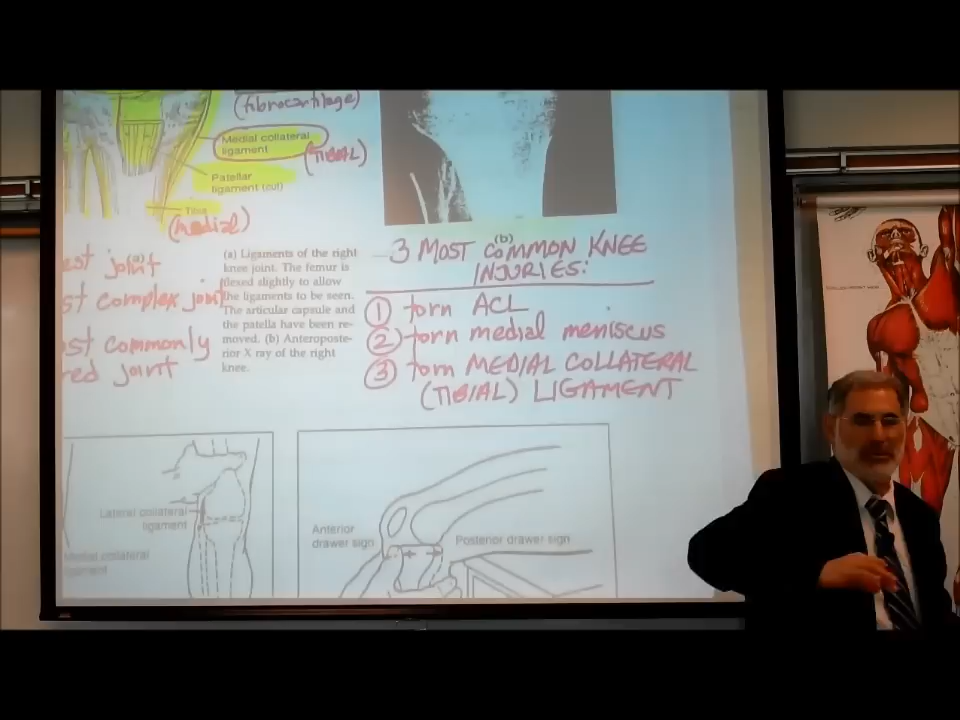 (fibrocartilage)
Medial collateral
ligament
(TIBIAL)
Patellar
ligament (cut)
Tibia
(medial)
est joint
(a)
st complex joint
st commonly
red joint
(a) Ligaments of the right
knee joint. The femur is
flexed slightly to allow
the ligaments to be seen.
The articular capsule and
the patella have been re-
moved. (b) Anteroposte-
rior X ray of the right
knee.
(b)
3 MOST COMMON KNEE
INJURIES:
1 torn ACL
2 torn medial meniscus
3 torn MEDIAL COLLATERAL
(TIBIAL) LIGAMENT
Lateral collateral
ligament
Medial collateral
ligament
Anterior
drawer sign
Posterior drawer sign